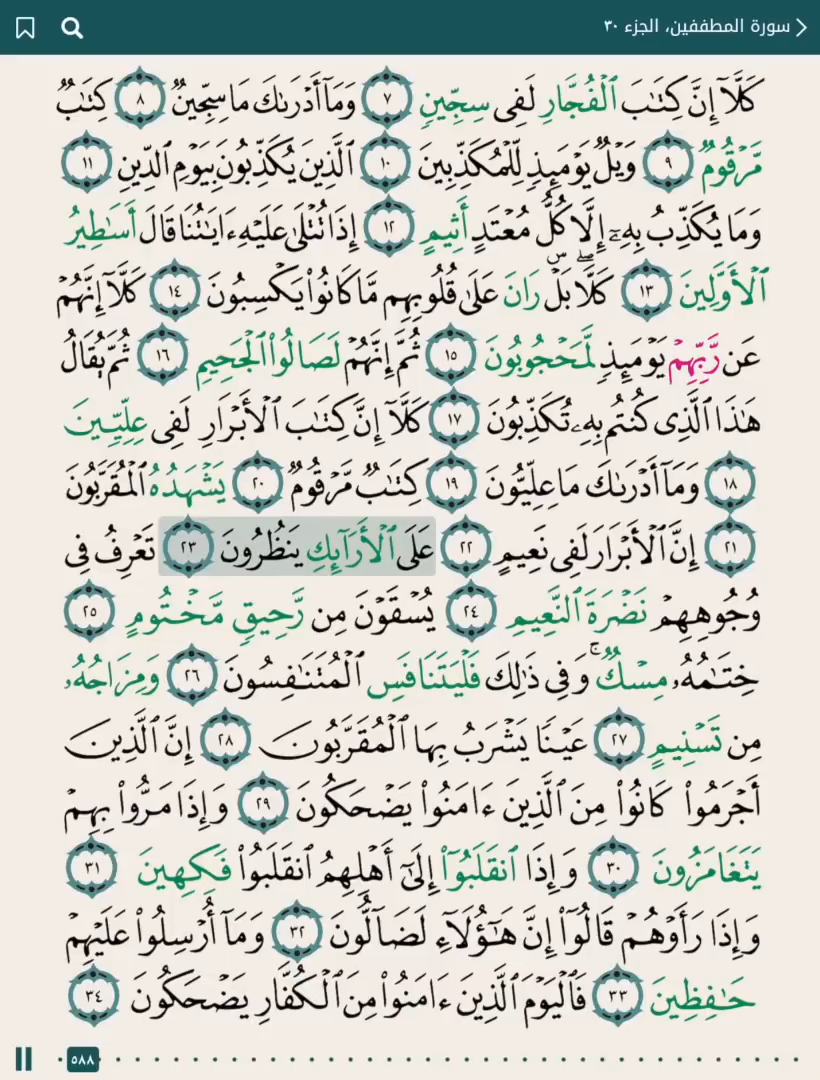 سورة المطففين، الجزء ٣٠
كَلَّآ إِنَّ كِتَٰبَ ٱلْفُجَّارِ لَفِى سِجِّينٍ ٧ وَمَآ أَدْرَىٰكَ مَا سِجِّينٌ ٨ كِتَٰبٌ
مَّرْقُومٌ ٩ وَيْلٌ يَوْمَئِذٍ لِّلْمُكَذِّبِينَ ١٠ ٱلَّذِينَ يُكَذِّبُونَ بِيَوْمِ ٱلدِّينِ ١١
وَمَا يُكَذِّبُ بِهِۦٓ إِلَّا كُلُّ مُعْتَدٍ أَثِيمٍ ١٢ إِذَا تُتْلَىٰ عَلَيْهِ ءَايَٰتُنَا قَالَ أَسَٰطِيرُ
ٱلْأَوَّلِينَ ١٣ كَلَّا ۖ بَلْ ۜ رَانَ عَلَىٰ قُلُوبِهِم مَّا كَانُوا۟ يَكْسِبُونَ ١٤ كَلَّآ إِنَّهُمْ
عَن رَّبِّهِمْ يَوْمَئِذٍ لَّمَحْجُوبُونَ ١٥ ثُمَّ إِنَّهُمْ لَصَالُوا۟ ٱلْجَحِيمِ ١٦ ثُمَّ يُقَالُ
هَٰذَا ٱلَّذِى كُنتُم بِهِۦ تُكَذِّبُونَ ١٧ كَلَّآ إِنَّ كِتَٰبَ ٱلْأَبْرَارِ لَفِى عِلِّيِّينَ
١٨ وَمَآ أَدْرَىٰكَ مَا عِلِّيُّونَ ١٩ كِتَٰبٌ مَّرْقُومٌ ٢٠ يَشْهَدُهُ ٱلْمُقَرَّبُونَ
٢١ إِنَّ ٱلْأَبْرَارَ لَفِى نَعِيمٍ ٢٢ عَلَى ٱلْأَرَآئِكِ يَنظُرُونَ ٢٣ تَعْرِفُ فِى
وُجُوهِهِمْ نَضْرَةَ ٱلنَّعِيمِ ٢٤ يُسْقَوْنَ مِن رَّحِيقٍ مَّخْتُومٍ ٢٥
خِتَٰمُهُۥ مِسْكٌ ۚ وَفِى ذَٰلِكَ فَلْيَتَنَافَسِ ٱلْمُتَنَٰفِسُونَ ٢٦ وَمِزَاجُهُۥ
مِن تَسْنِيمٍ ٢٧ عَيْنًا يَشْرَبُ بِهَا ٱلْمُقَرَّبُونَ ٢٨ إِنَّ ٱلَّذِينَ
أَجْرَمُوا۟ كَانُوا۟ مِنَ ٱلَّذِينَ ءَامَنُوا۟ يَضْحَكُونَ ٢٩ وَإِذَا مَرُّوا۟ بِهِمْ
يَتَغَامَزُونَ ٣٠ وَإِذَا ٱنقَلَبُوٓا۟ إِلَىٰٓ أَهْلِهِمُ ٱنقَلَبُوا۟ فَكِهِينَ ٣١
وَإِذَا رَأَوْهُمْ قَالُوٓا۟ إِنَّ هَٰٓؤُلَآءِ لَضَآلُّونَ ٣٢ وَمَآ أُرْسِلُوا۟ عَلَيْهِمْ
حَٰفِظِينَ ٣٣ فَٱلْيَوْمَ ٱلَّذِينَ ءَامَنُوا۟ مِنَ ٱلْكُفَّارِ يَضْحَكُونَ ٣٤
٥٨٨